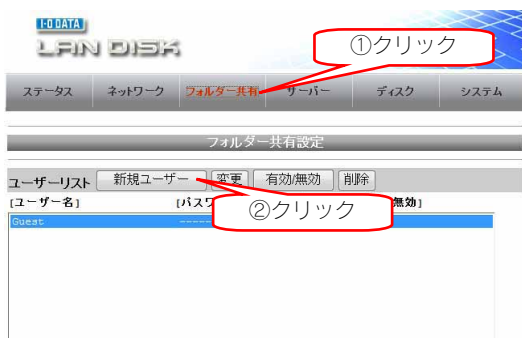 I-O DATA
LAN DISK
①クリック
ステータス ネットワーク フォルダー共有 サーバー ディスク システム
フォルダー共有設定
ユーザーリスト 新規ユーザー 変更 有効/無効 削除
[ユーザー名] [パスワ 無効]
②クリック
Guest